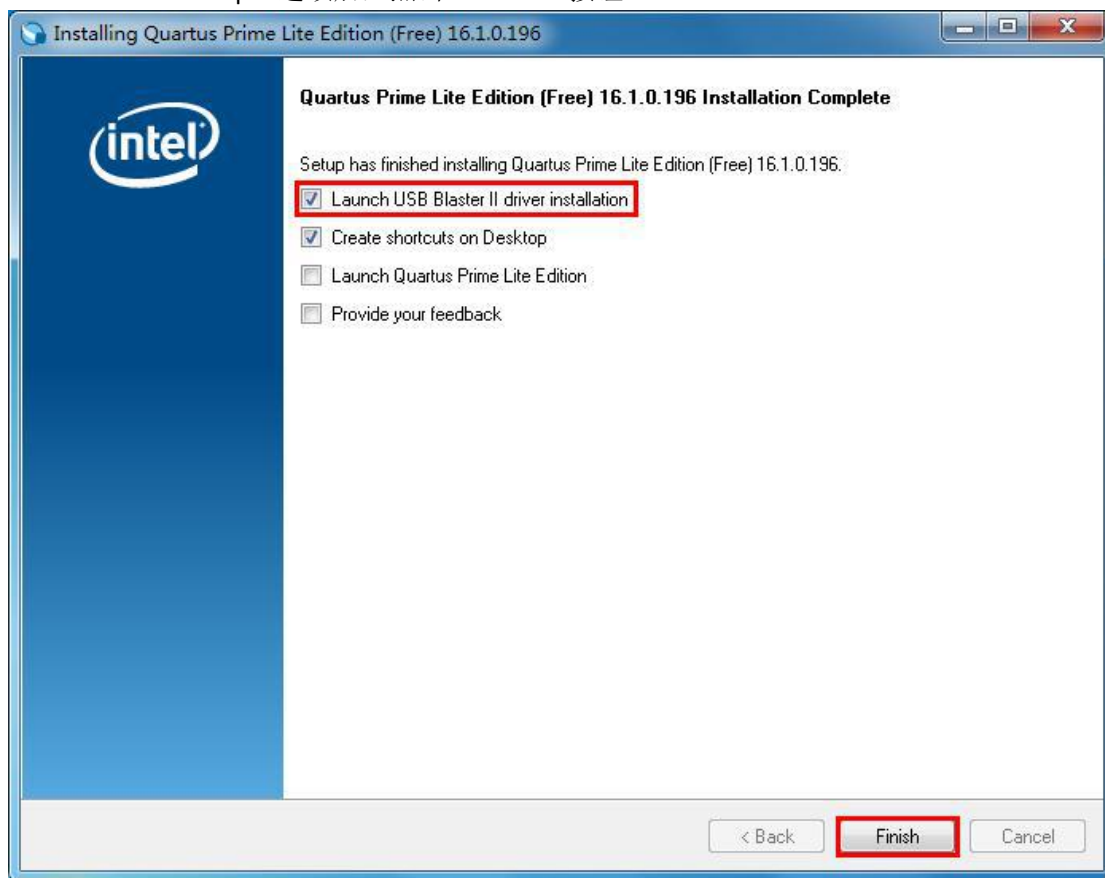 Installing Quartus Prime Lite Edition (Free) 16.1.0.196
intel
Quartus Prime Lite Edition (Free) 16.1.0.196 Installation Complete
Setup has finished installing Quartus Prime Lite Edition (Free) 16.1.0.196.
Launch USB Blaster II driver installation
Create shortcuts on Desktop
Launch Quartus Prime Lite Edition
Provide your feedback
< Back Finish Cancel